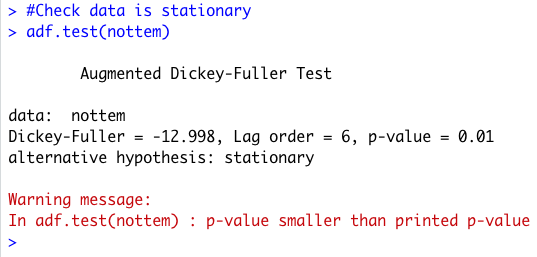 > #Check data is stationary
> adf.test(nottem)
Augmented Dickey-Fuller Test
data:  nottem
Dickey-Fuller = -12.998, Lag order = 6, p-value = 0.01
alternative hypothesis: stationary
Warning message:
In adf.test(nottem) : p-value smaller than printed p-value
>